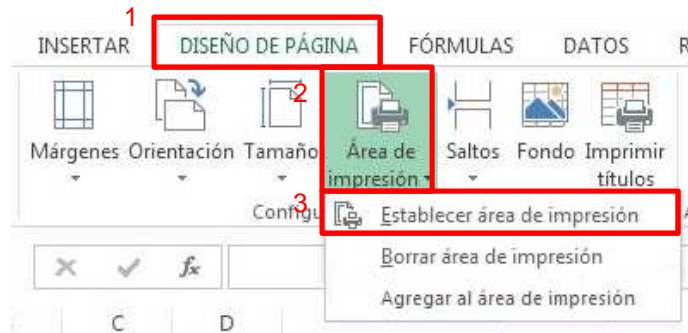 1
INSERTAR DISEÑO DE PÁGINA FÓRMULAS DATOS R
2
Márgenes Orientación Tamaño Área de impresión Saltos Fondo Imprimir títulos
3
Configu
Establecer área de impresión
Borrar área de impresión
fx
Agregar al área de impresión
C D